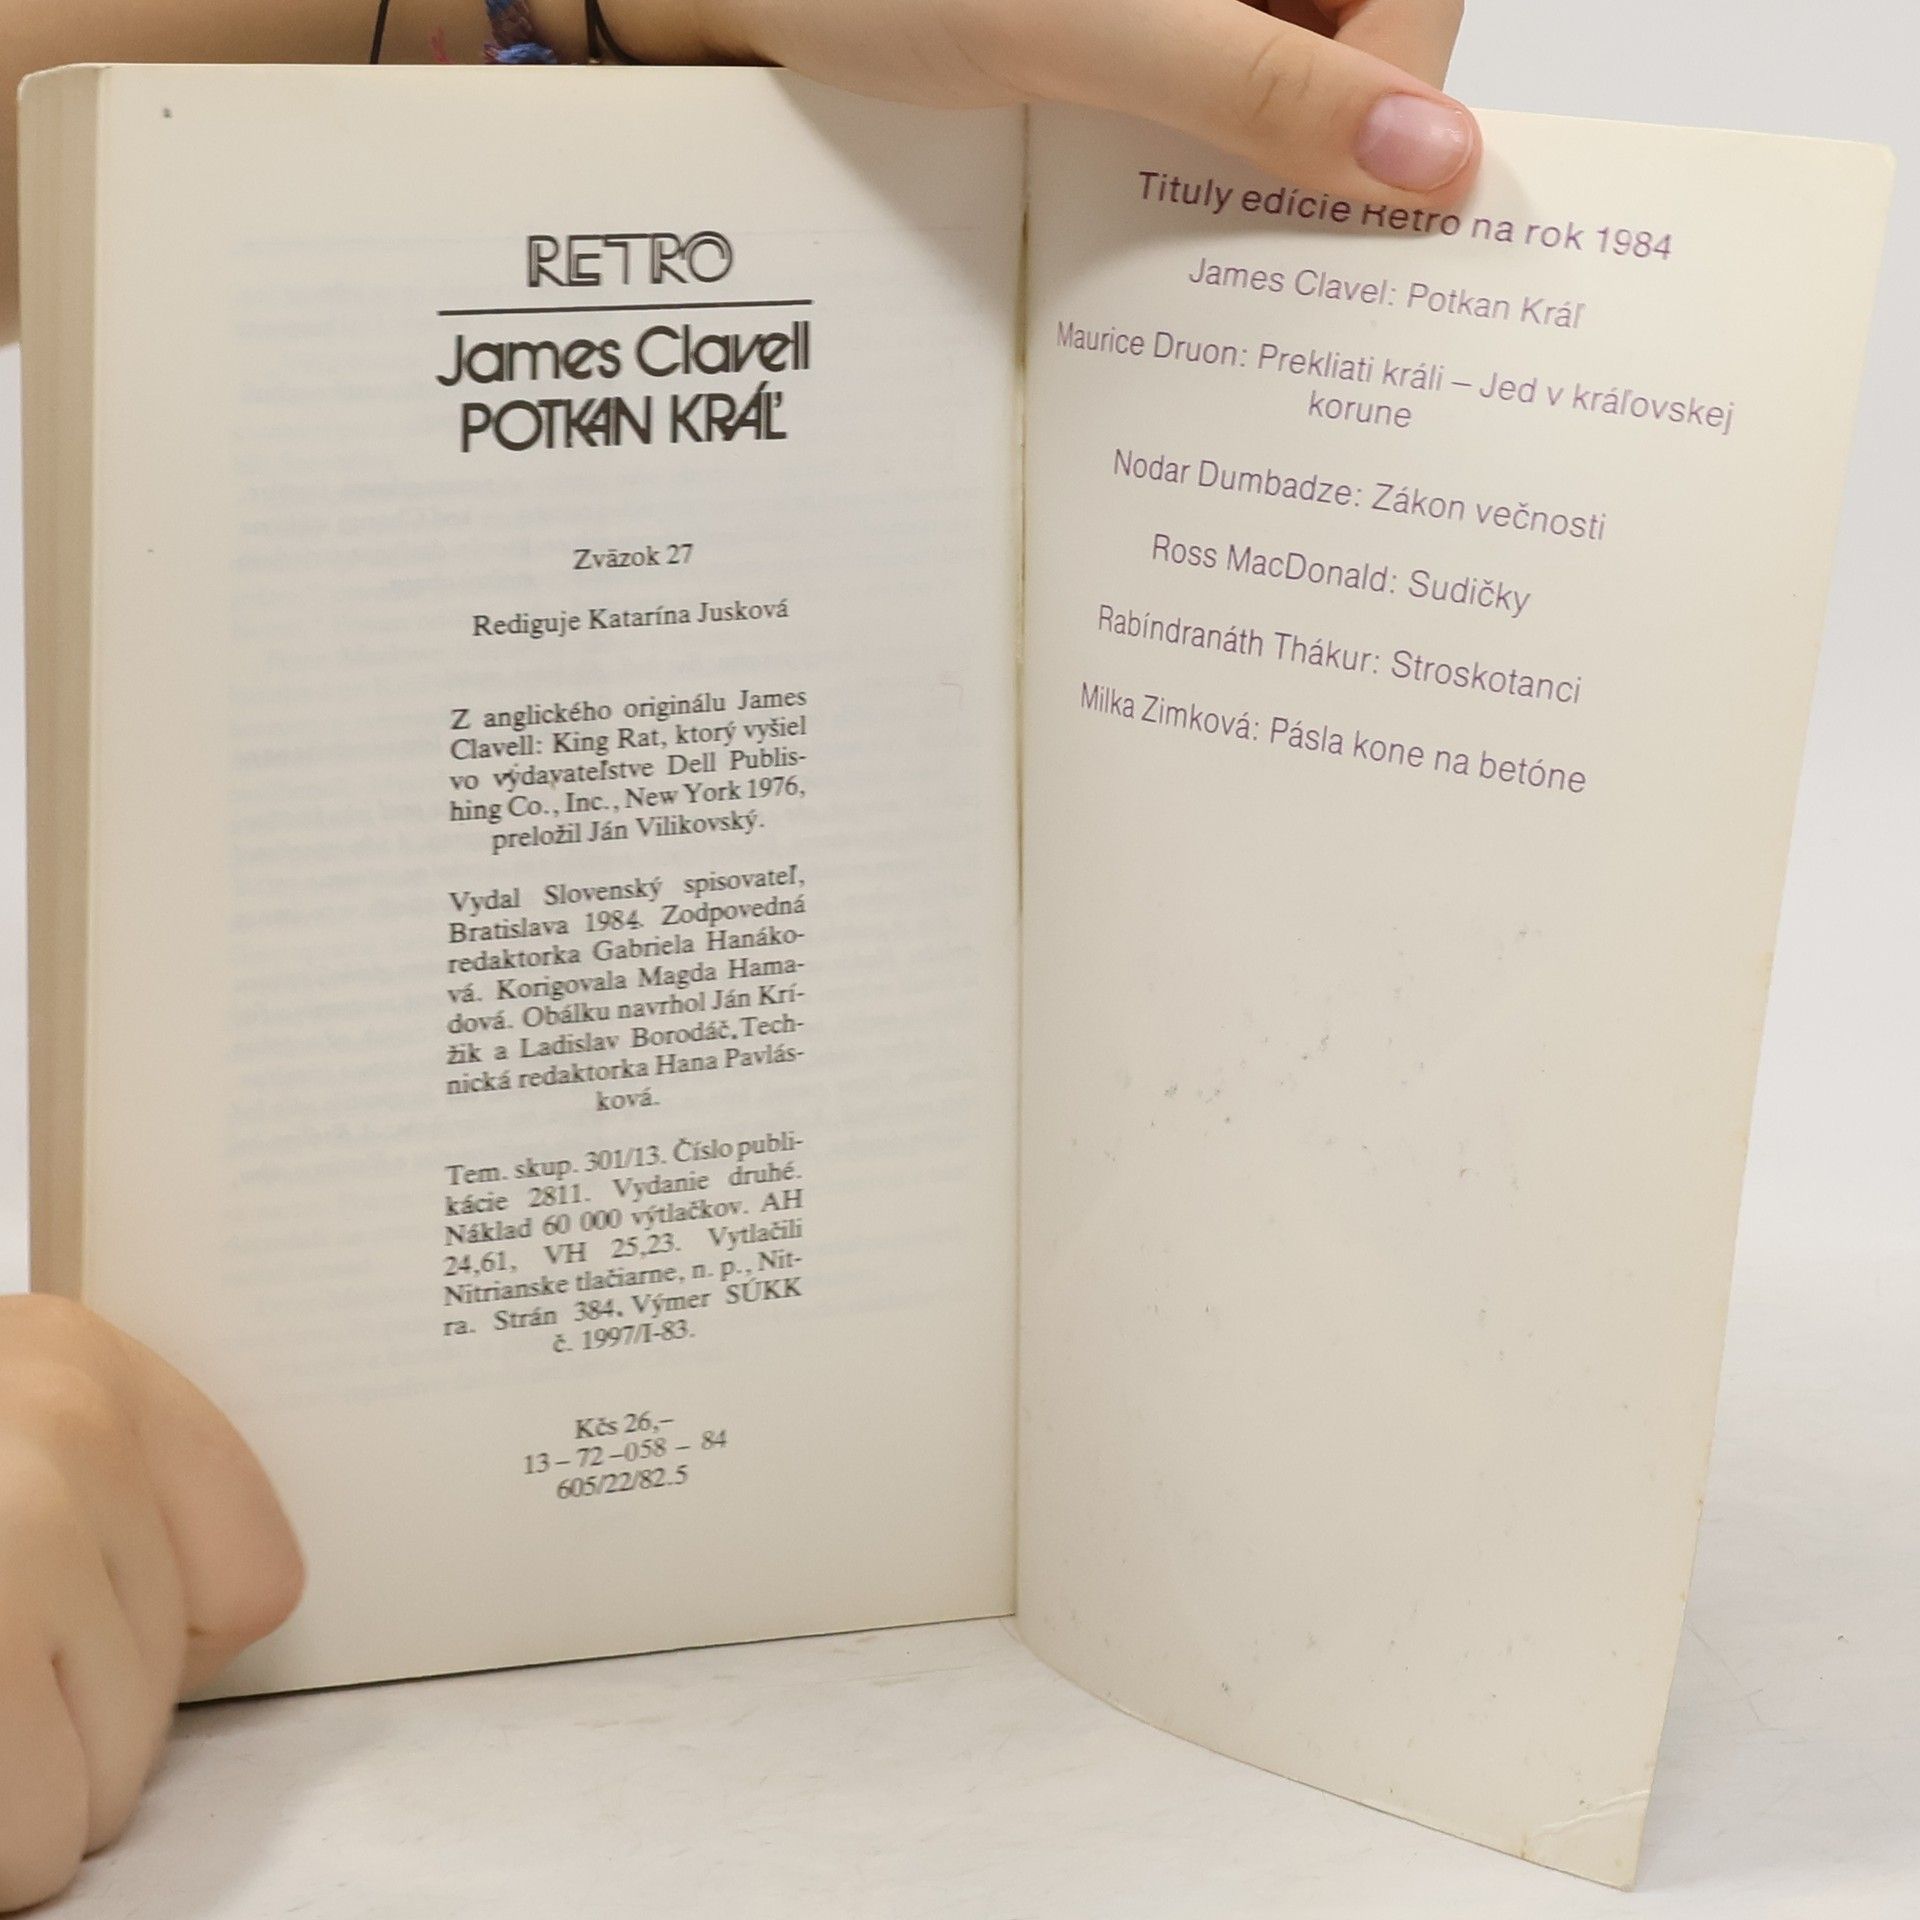 RETRO
James Clavell
POTKAN KRÁĽ
Zväzok 27
Rediguje Katarína Jusková
Z anglického originálu James
Clavell: King Rat, ktorý vyšiel
vo vydavateľstve Dell Publis-
hing Co., Inc., New York 1976,
preložil Ján Vilikovský.
Vydal Slovenský spisovateľ,
Bratislava 1984. Zodpovedná
redaktorka Gabriela Hanáko-
vá. Korigovala Magda Hama-
dová. Obálku navrhol Ján Krí-
žik a Ladislav Borodáč. Tech-
nická redaktorka Hana Pavlás-
ková.
Tem. skup. 301/13. Číslo publi-
kácie 2811. Vydanie druhé.
Náklad 60 000 výtlačkov. AH
24,61, VH 25,23. Vytlačili
Nitrianske tlačiarne, n. p., Nit-
ra. Strán 384. Výmer SÚKK
č. 1997/I-83.
Kčs 26,–
13 – 72 –058 – 84
605/22/82.5
Tituly edície Retro na rok 1984
James Clavel: Potkan Kráľ
Maurice Druon: Prekliati králi – Jed v kráľovskej
korune
Nodar Dumbadze: Zákon večnosti
Ross MacDonald: Sudičky
Rabíndranáth Thákur: Stroskotanci
Milka Zimková: Pásla kone na betóne